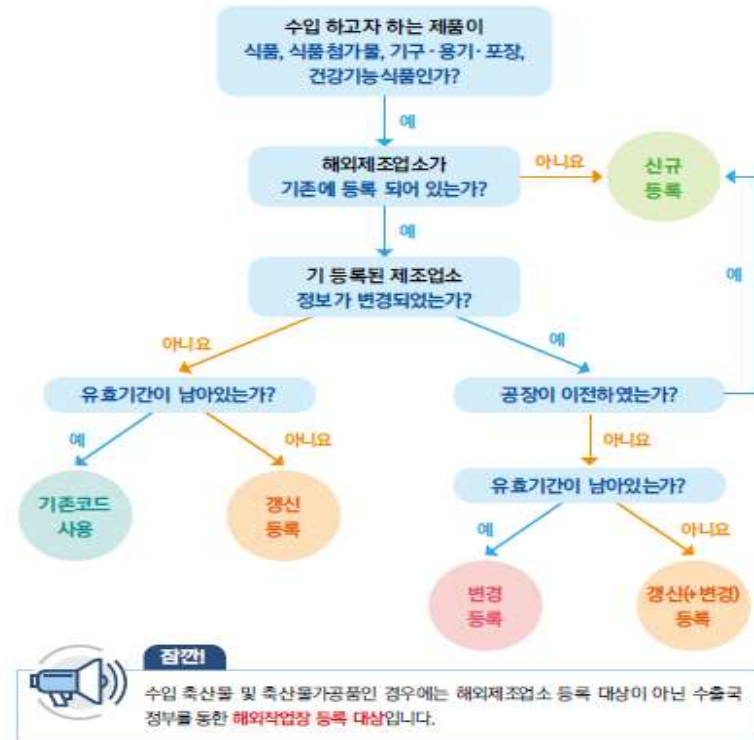 수입 하고자 하는 제품이
식품, 식품첨가물, 기구·용기·포장,
건강기능식품인가?
예
해외제조업소가
기존에 등록 되어 있는가?
아니요
신규
등록
예
기 등록된 제조업소
정보가 변경되었는가?
예
아니요
예
유효기간이 남아있는가?
공장이 이전하였는가?
예
아니요
아니요
기존코드
사용
갱신
등록
유효기간이 남아있는가?
예
아니요
변경
등록
갱신(+변경)
등록
잠깐!
수입 축산물 및 축산물가공품인 경우에는 해외제조업소 등록 대상이 아닌 수출국
정부를 통한 해외작업장 등록 대상입니다.